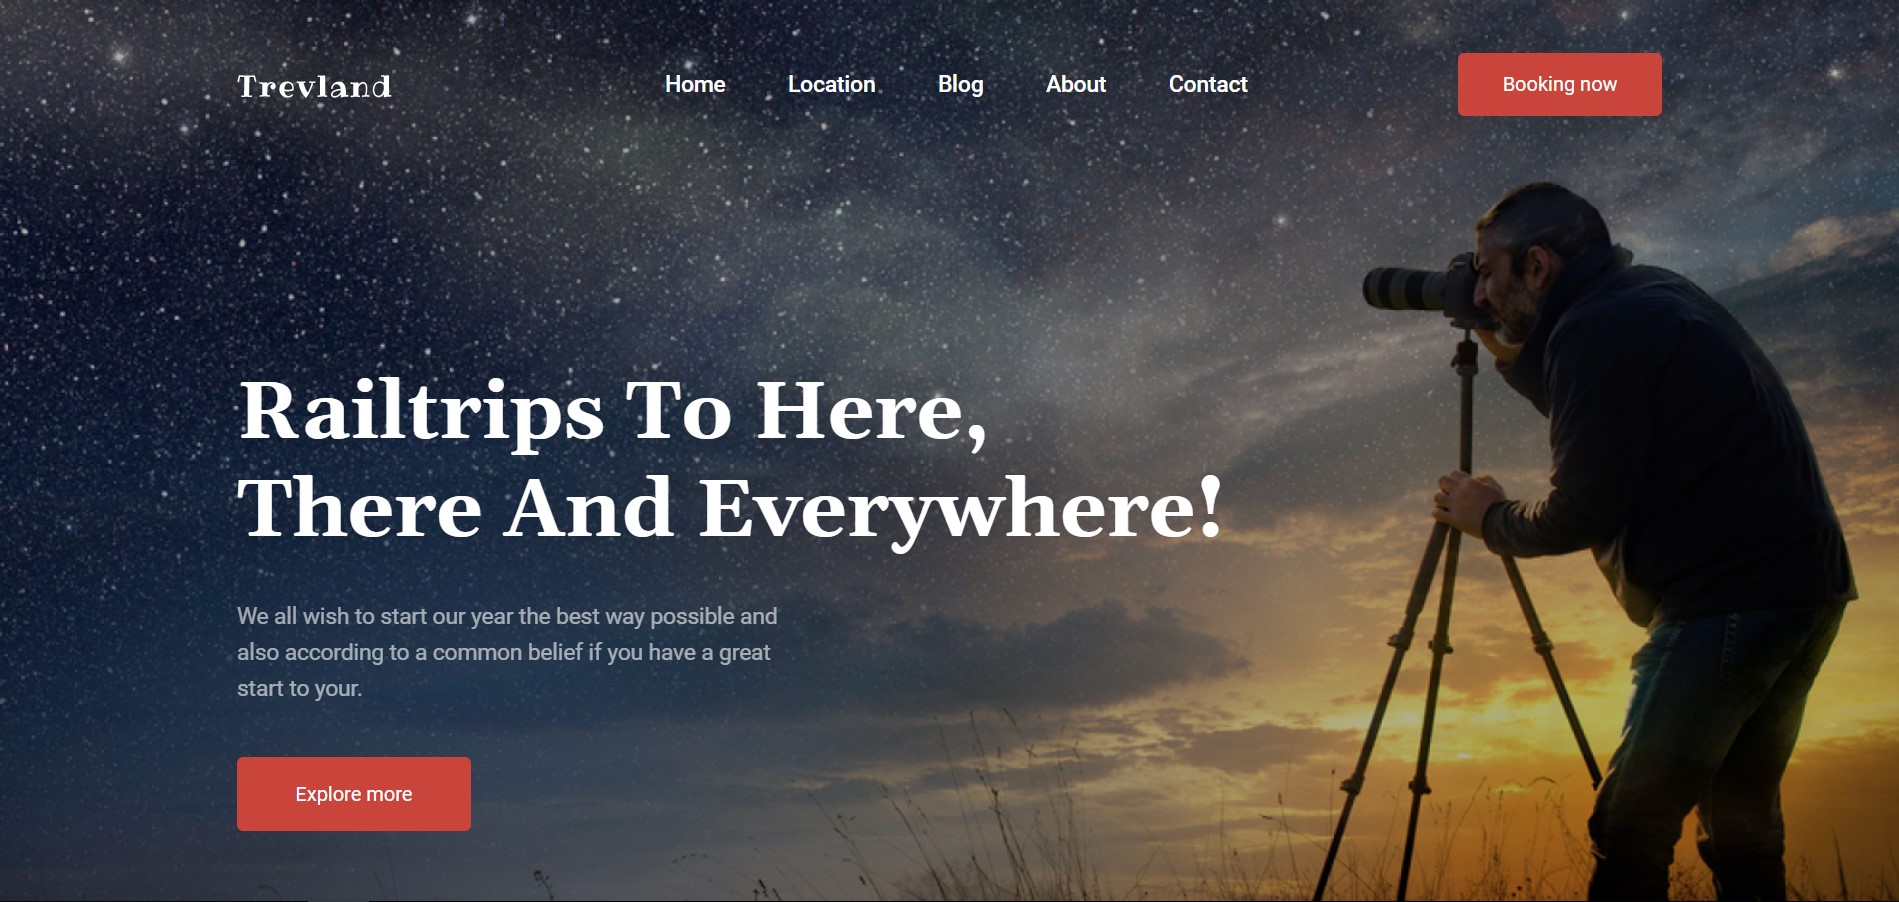 Trevland
Home Location Blog About Contact
Booking now
Railtrips To Here,
There And Everywhere!
We all wish to start our year the best way possible and
also according to a common belief if you have a great
start to your.
Explore more